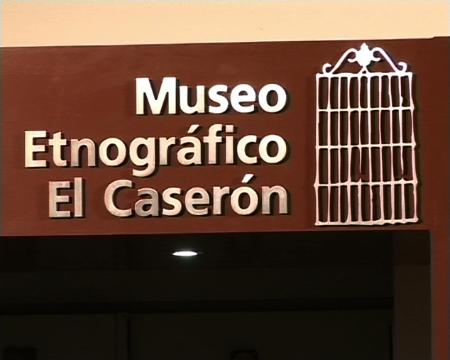 Museo
Etnográfico
El Caserón